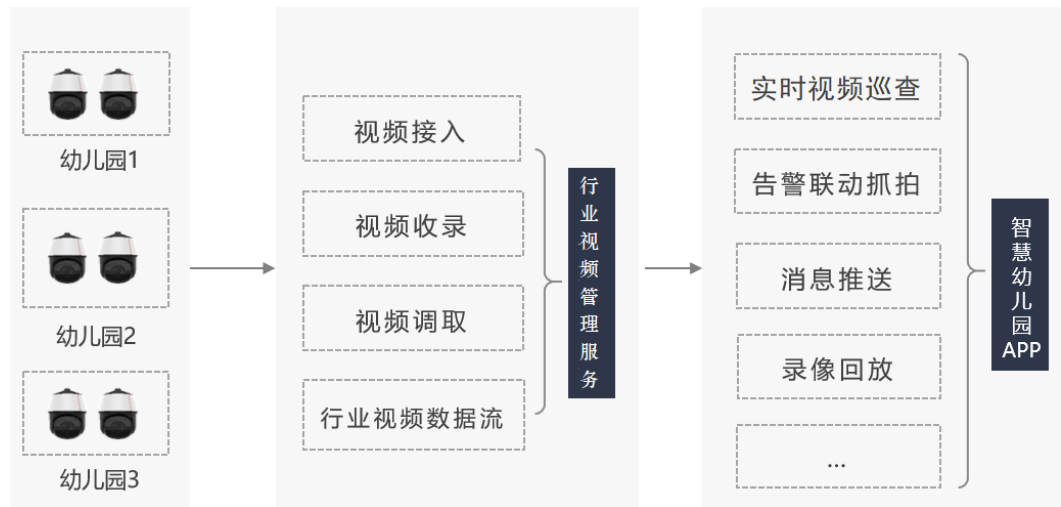 幼儿园1
幼儿园2
幼儿园3
视频接入
视频收录
视频调取
行业视频数据流
行业视频管理服务
实时视频巡查
告警联动抓拍
消息推送
录像回放
...
智慧幼儿园
APP